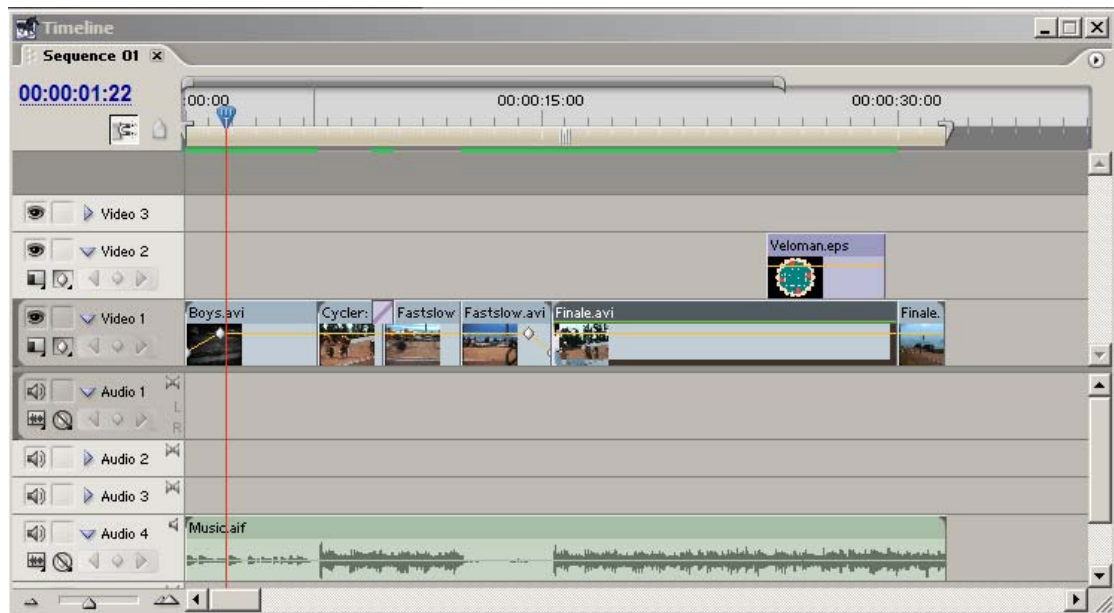 Timeline
Sequence 01
00:00:01:22
:00:00 00:00:15:00 00:00:30:00
Video 3
Video 2
Veloman.eps
Video 1
Boys.avi Cycler: Fastslow Fastslow.avi Finale.avi Finale.
Audio 1
L
R
Audio 2
Audio 3
Audio 4
Music.aif